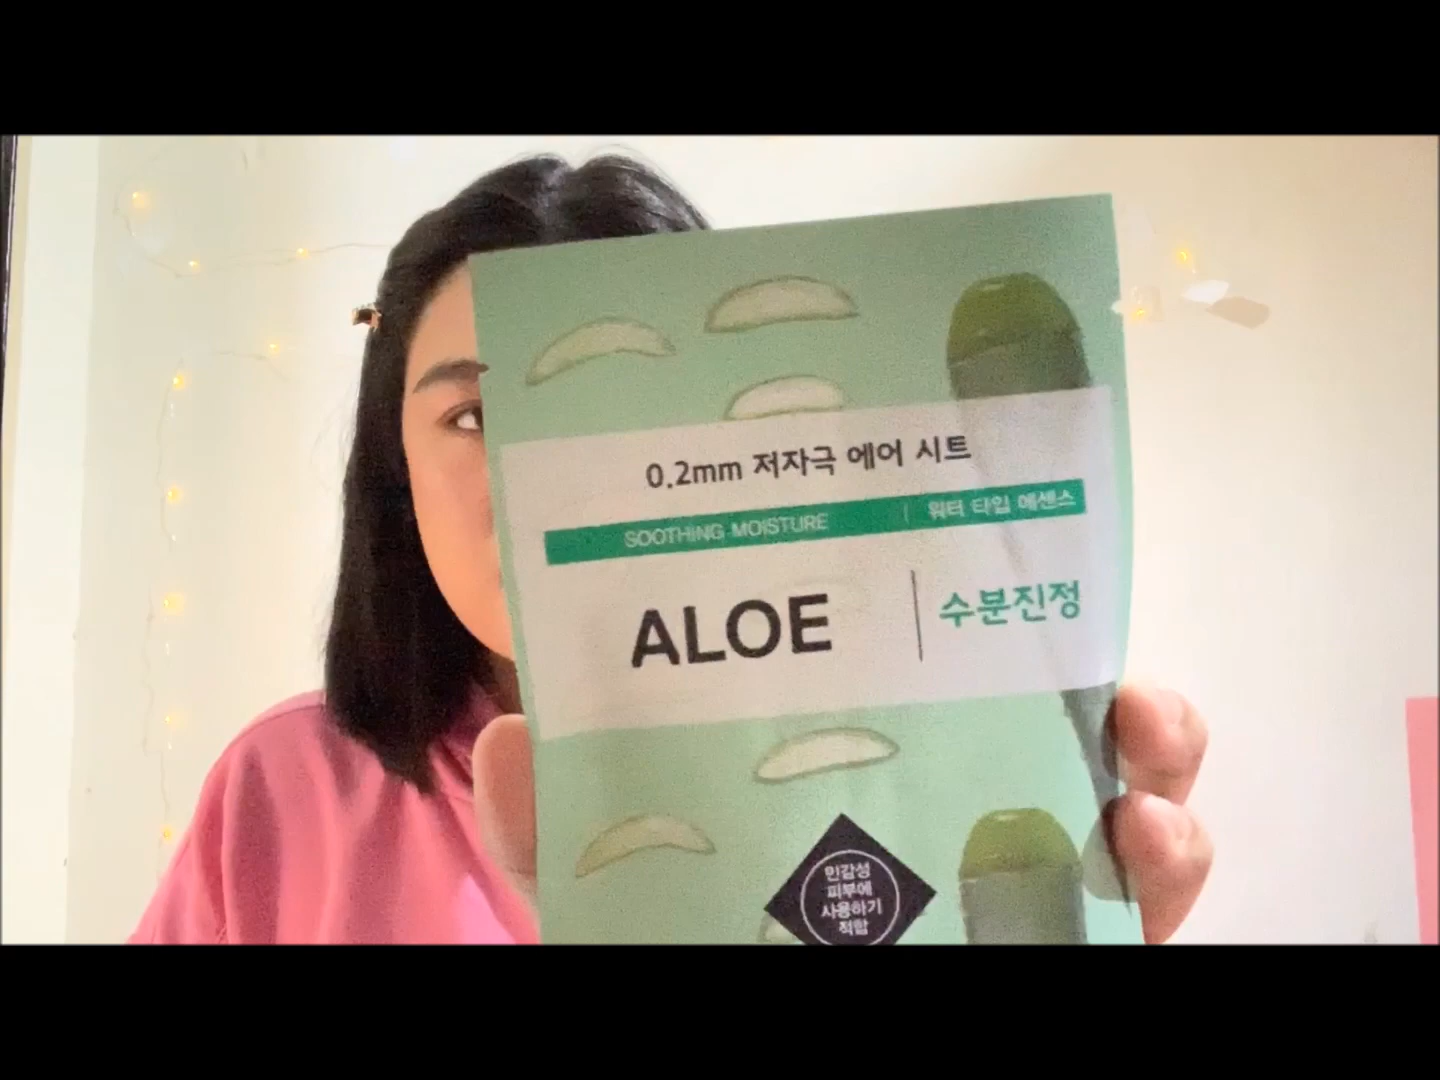 0.2mm 저자극 에어 시트
SOOTHING MOISTURE | 워터 타입 에센스
ALOE | 수분진정
민감성
피부에
사용하기
적합